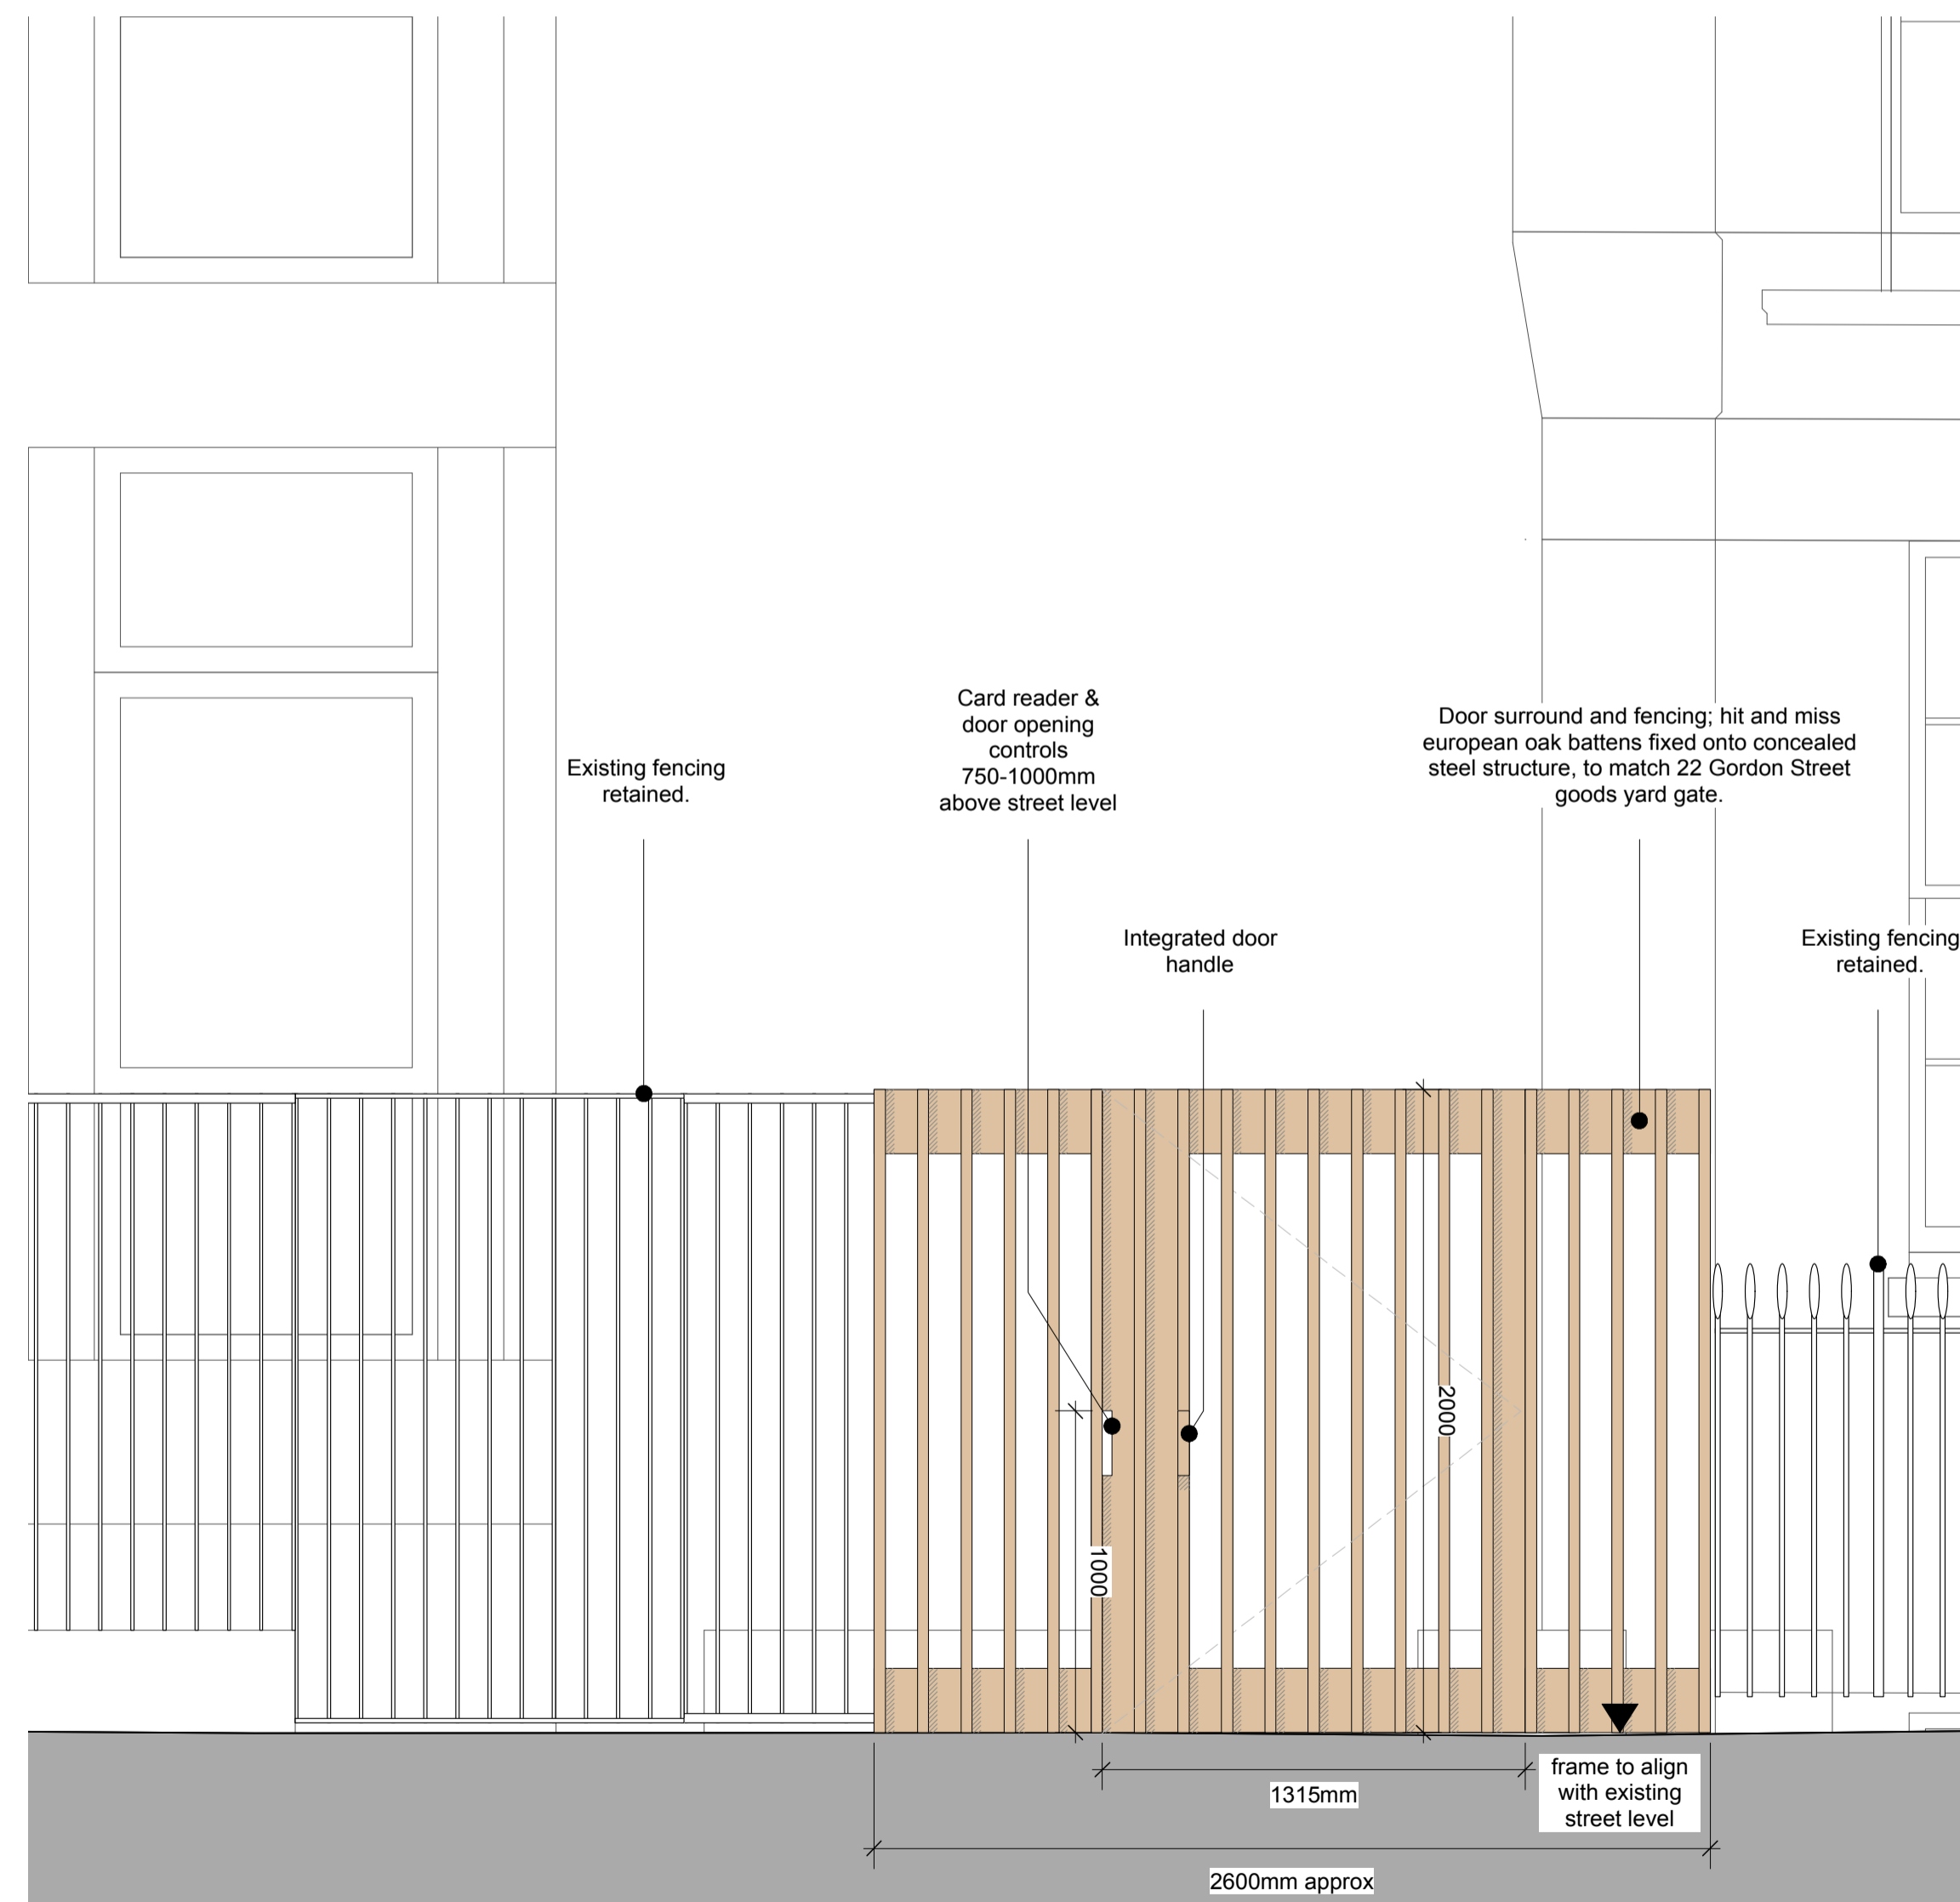 Card reader &
door opening
controls
750-1000mm
above street level
Door surround and fencing; hit and miss
european oak battens fixed onto concealed
steel structure, to match 22 Gordon Street
goods yard gate.
Existing fencing
retained.
Integrated door
handle
Existing fencing
retained.
2000
1000
1315mm
frame to align
with existing
street level
2600mm approx